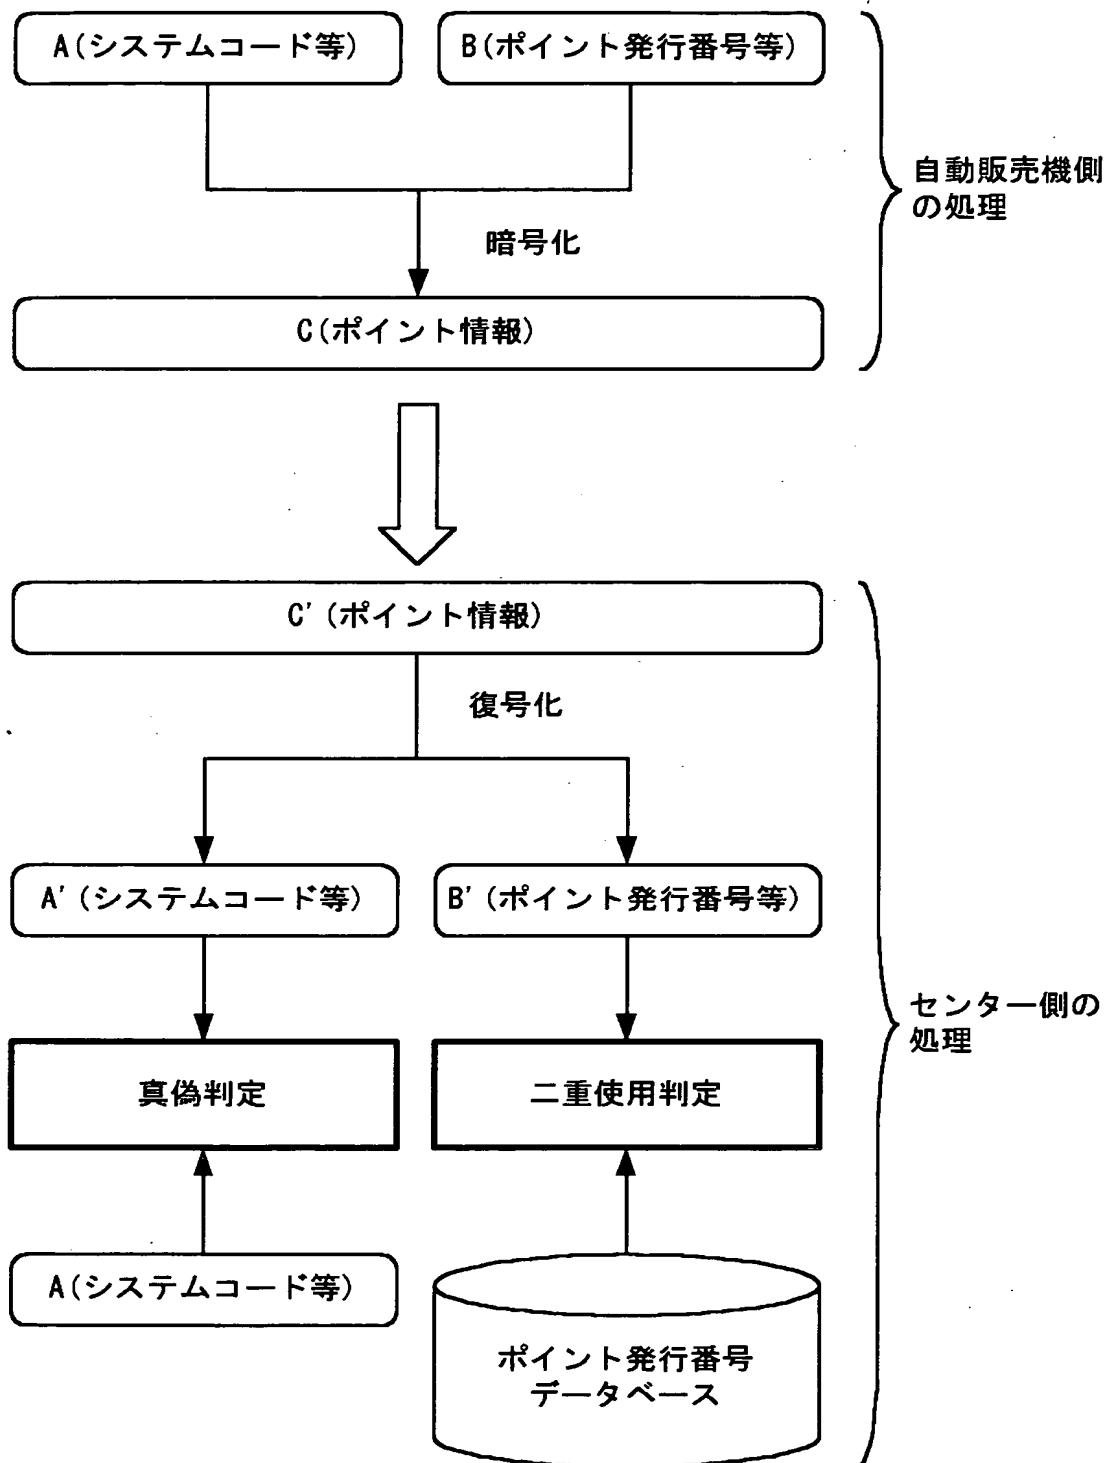 A(システムコード等)
B(ポイント発行番号等)
自動販売機側
の処理
暗号化
C(ポイント情報)
C'(ポイント情報)
復号化
A'(システムコード等)
B'(ポイント発行番号等)
センター側の
処理
真偽判定
二重使用判定
A(システムコード等)
ポイント発行番号
データベース